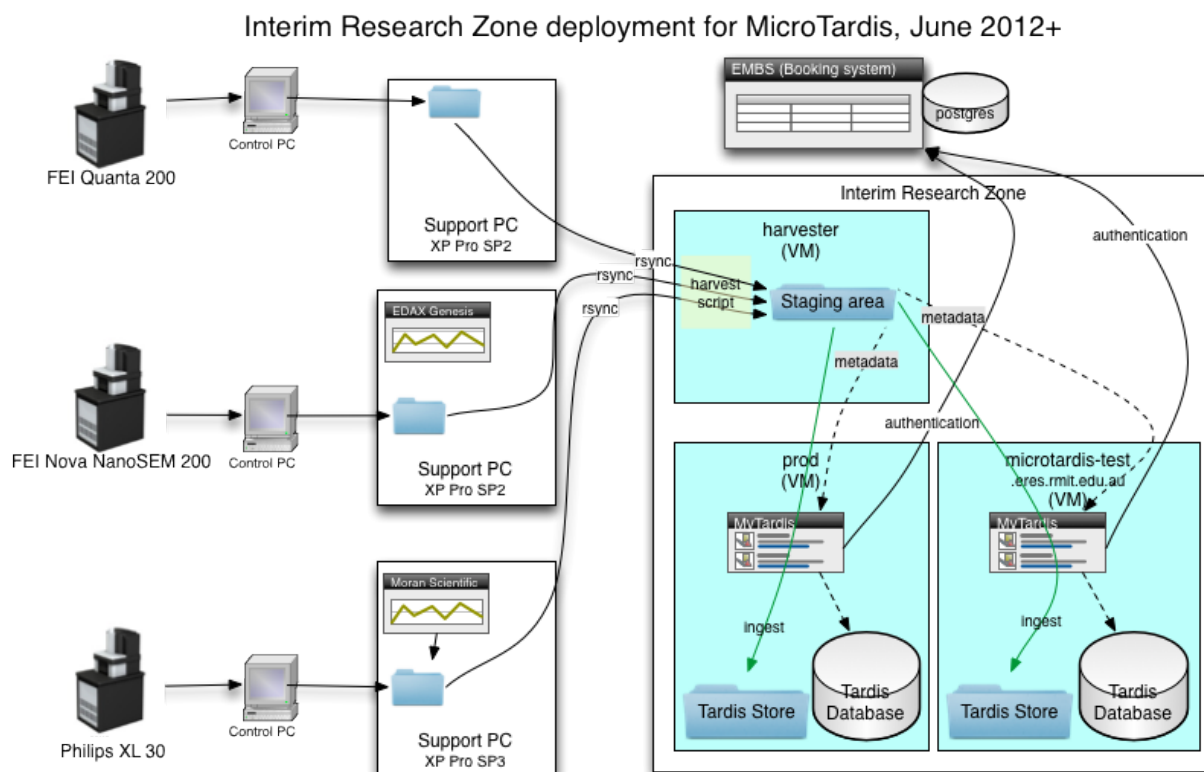 Interim Research Zone deployment for MicroTardis, June 2012+
FEI Quanta 200
Control PC
Support PC
XP Pro SP2
EMBS (Booking system)
postgres
Interim Research Zone
harvester
(VM)
rsync
rsync
rsync
harvest
script
Staging area
metadata
metadata
authentication
authentication
FEI Nova NanoSEM 200
Control PC
EDAX Genesis
Support PC
XP Pro SP2
prod
(VM)
MyTardis
ingest
Tardis Store
Tardis
Database
microtardis-test
.eres.rmit.edu.au
(VM)
MyTardis
ingest
Tardis Store
Tardis
Database
Philips XL 30
Control PC
Moran Scientific
Support PC
XP Pro SP3